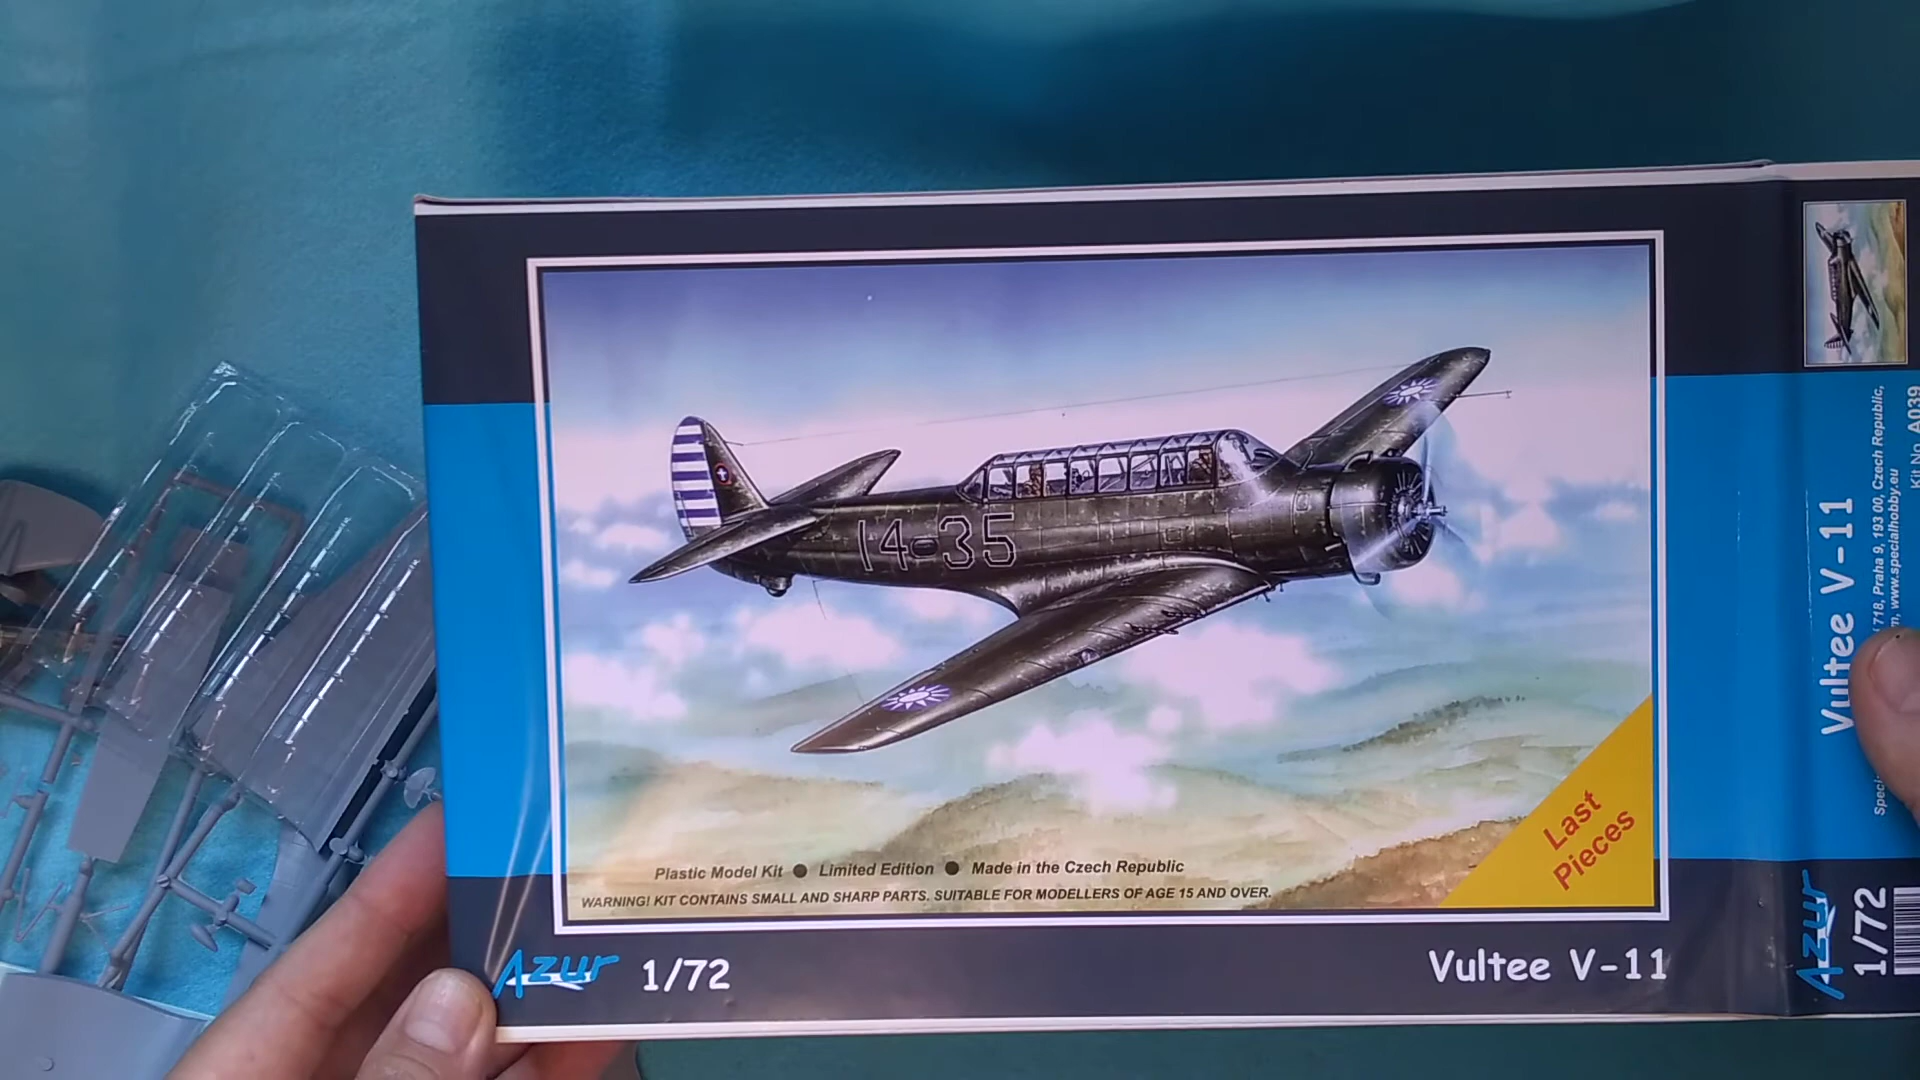 14-35
Last
Pieces
Plastic Model Kit ● Limited Edition ● Made in the Czech Republic
WARNING! KIT CONTAINS SMALL AND SHARP PARTS. SUITABLE FOR MODELLERS OF AGE 15 AND OVER.
Azur 1/72
Vultee V-11
Kit No. A039
718, Praha 9, 193 00, Czech Republic,
www.specialhobby.eu
Vultee V-11
Azur 1/72